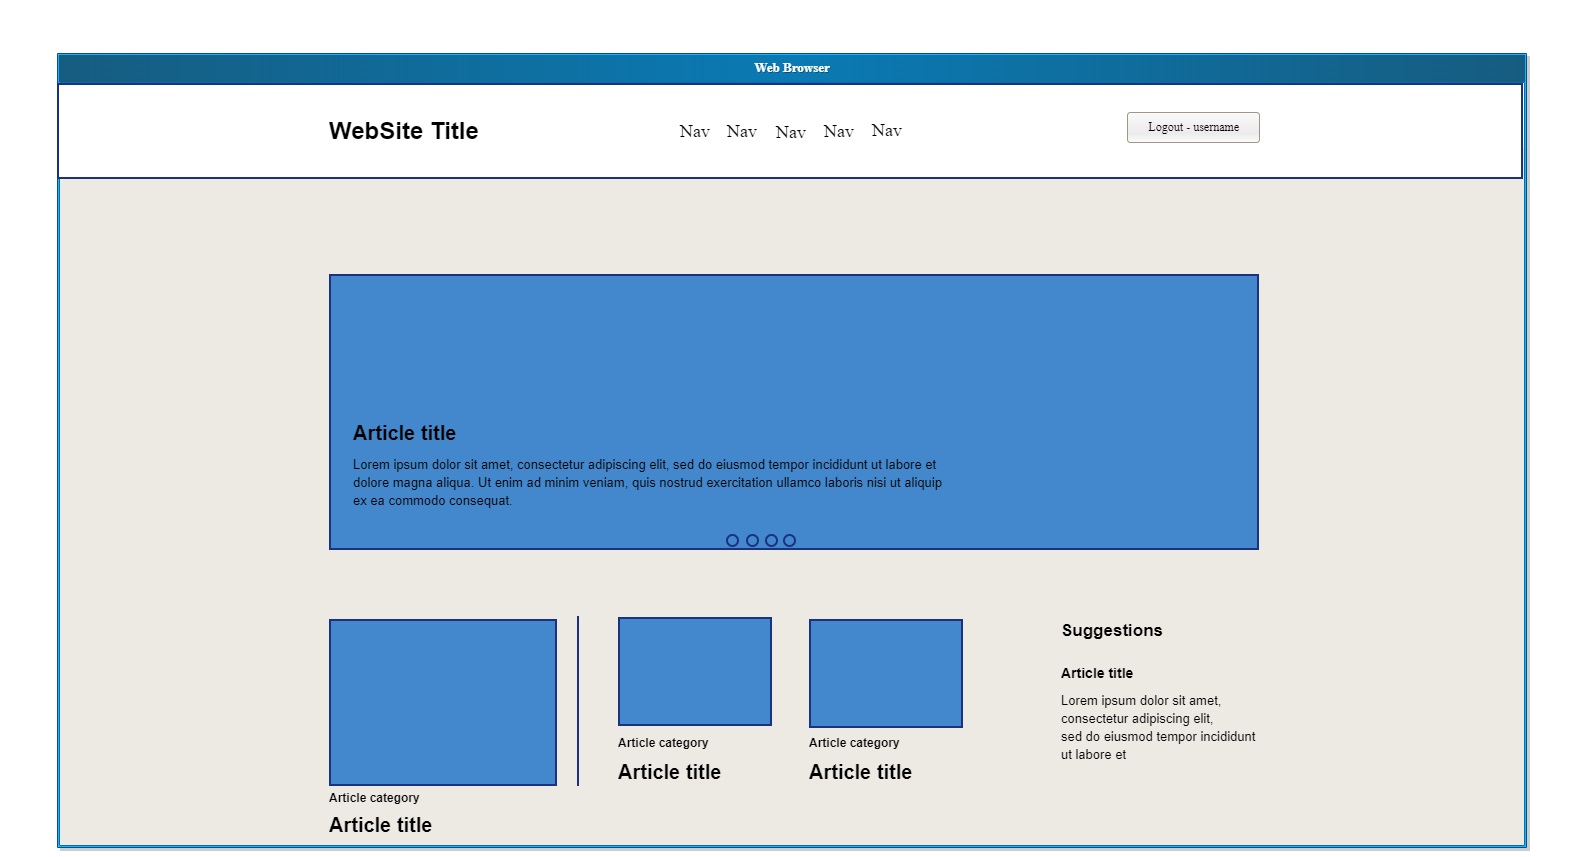 Web Browser
WebSite Title
Nav Nav Nav Nav Nav
Logout - username
Article title
Lorem ipsum dolor sit amet, consectetur adipiscing elit, sed do eiusmod tempor incididunt ut labore et
dolore magna aliqua. Ut enim ad minim veniam, quis nostrud exercitation ullamco laboris nisi ut aliquip
ex ea commodo consequat.
Article category
Article title
Article category
Article title
Article category
Article title
Suggestions
Article title
Lorem ipsum dolor sit amet,
consectetur adipiscing elit,
sed do eiusmod tempor incididunt
ut labore et